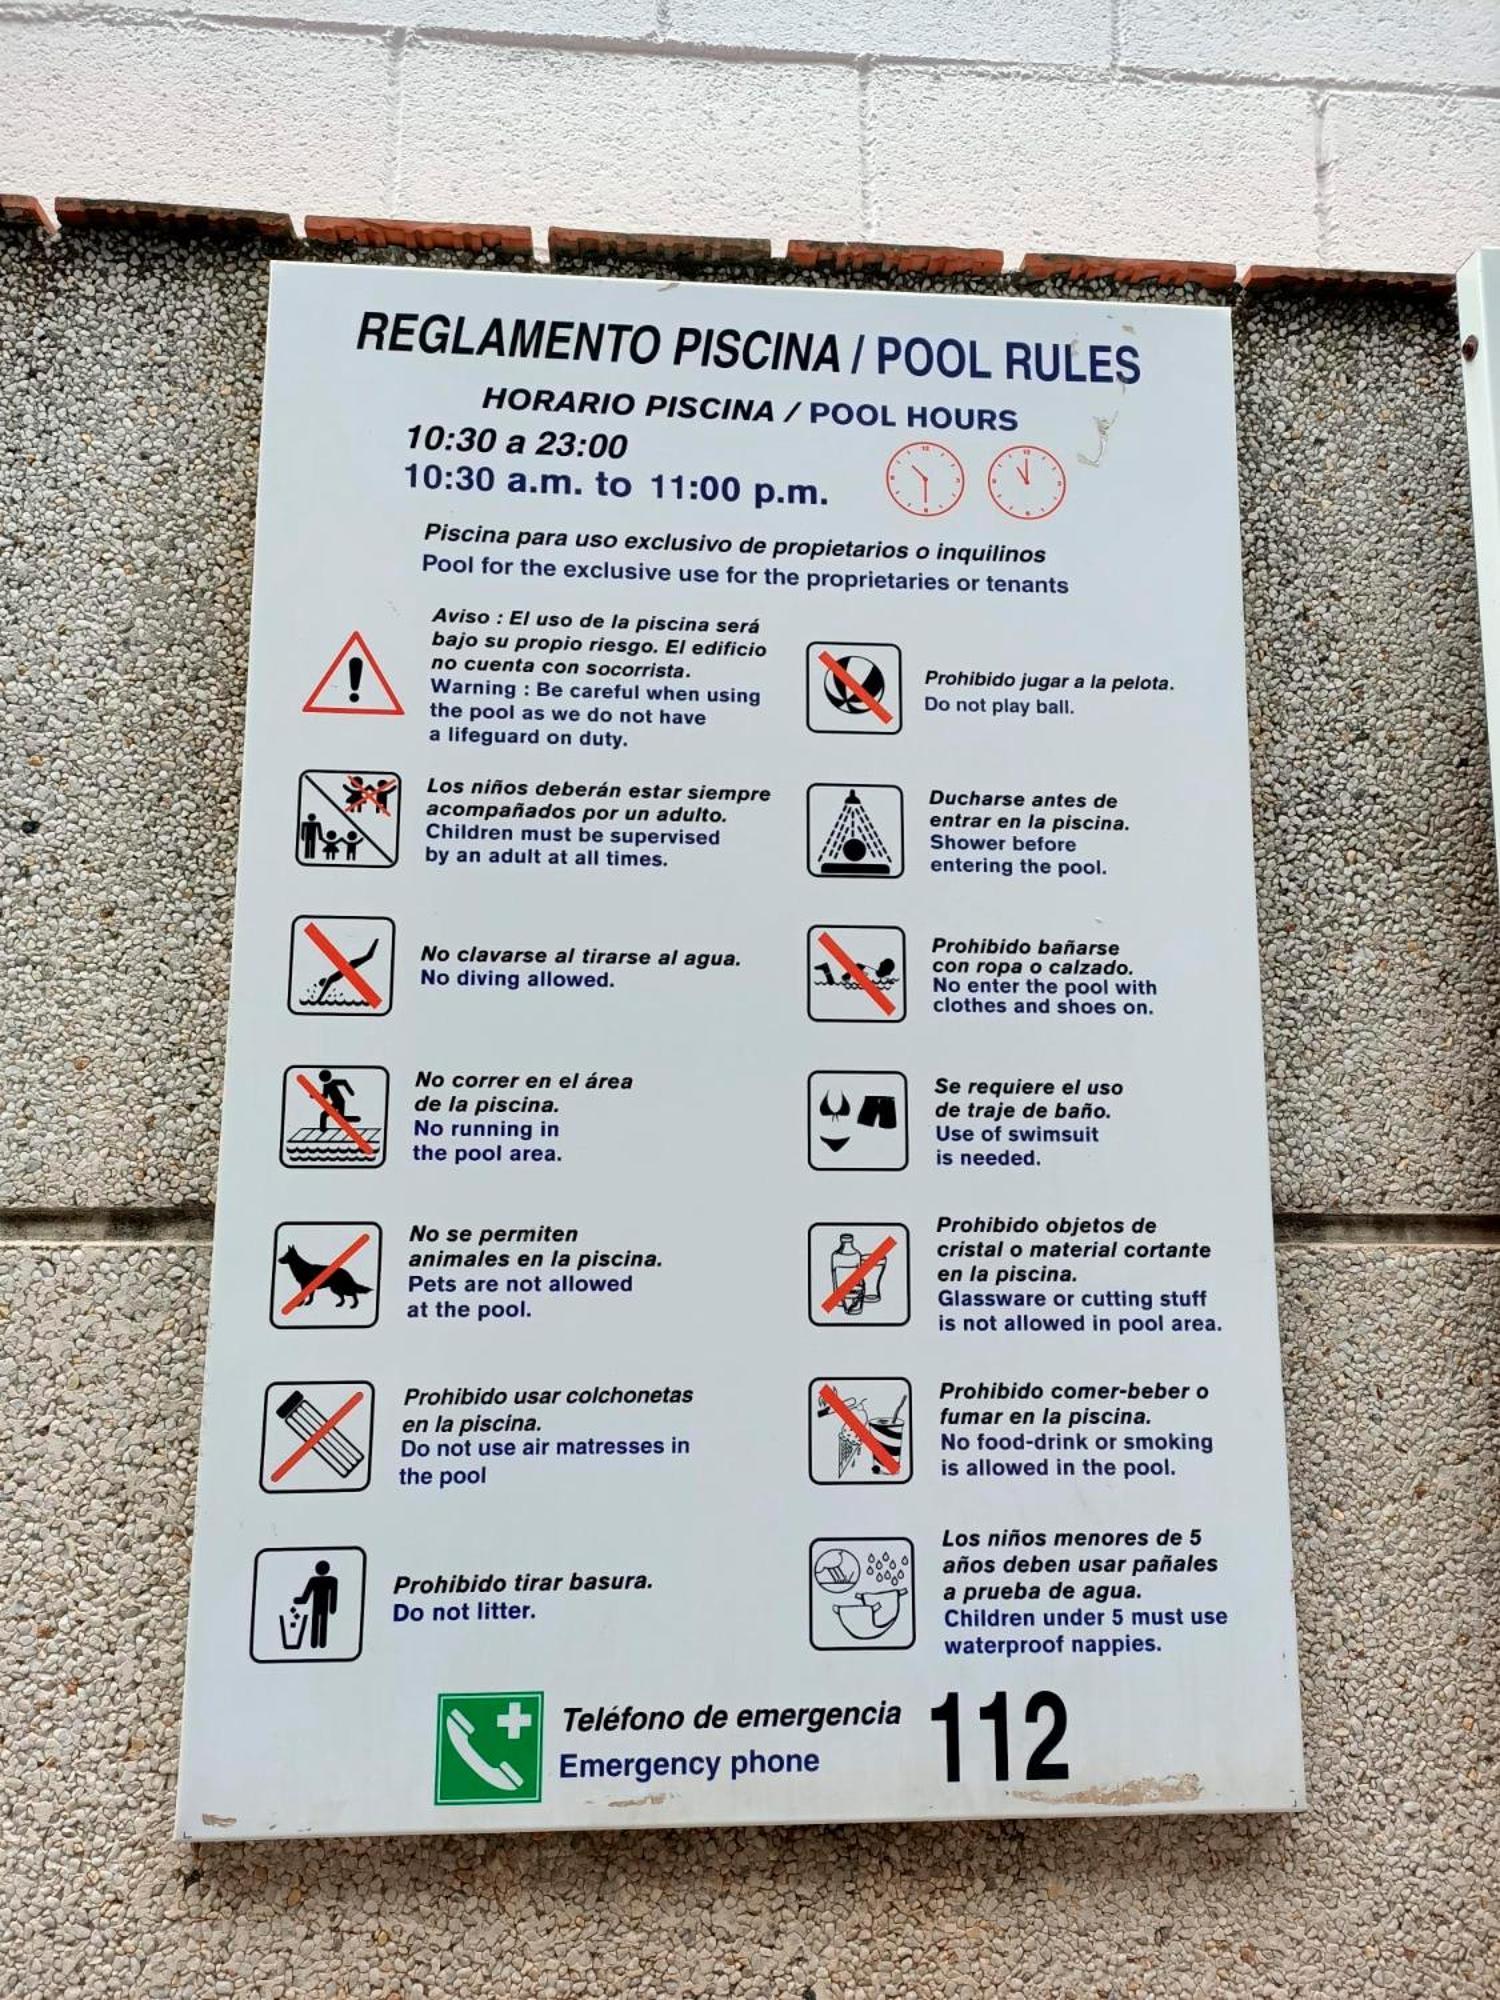 REGLAMENTO PISCINA / POOL RULES
HORARIO PISCINA / POOL HOURS
10:30 a 23:00
10:30 a.m. to 11:00 p.m.
Piscina para uso exclusivo de propietarios o inquilinos
Pool for the exclusive use for the proprietaries or tenants
Aviso : El uso de la piscina será
bajo su propio riesgo. El edificio
no cuenta con socorrista.
Warning : Be careful when using
the pool as we do not have
a lifeguard on duty.
Prohibido jugar a la pelota.
Do not play ball.
Los niños deberán estar siempre
acompañados por un adulto.
Children must be supervised
by an adult at all times.
Ducharse antes de
entrar en la piscina.
Shower before
entering the pool.
No clavarse al tirarse al agua.
No diving allowed.
Prohibido bañarse
con ropa o calzado.
No enter the pool with
clothes and shoes on.
No correr en el área
de la piscina.
No running in
the pool area.
Se requiere el uso
de traje de baño.
Use of swimsuit
is needed.
No se permiten
animales en la piscina.
Pets are not allowed
at the pool.
Prohibido objetos de
cristal o material cortante
en la piscina.
Glassware or cutting stuff
is not allowed in pool area.
Prohibido usar colchonetas
en la piscina.
Do not use air matresses in
the pool
Prohibido comer-beber o
fumar en la piscina.
No food-drink or smoking
is allowed in the pool.
Prohibido tirar basura.
Do not litter.
Los niños menores de 5
años deben usar pañales
a prueba de agua.
Children under 5 must use
waterproof nappies.
Teléfono de emergencia 112
Emergency phone